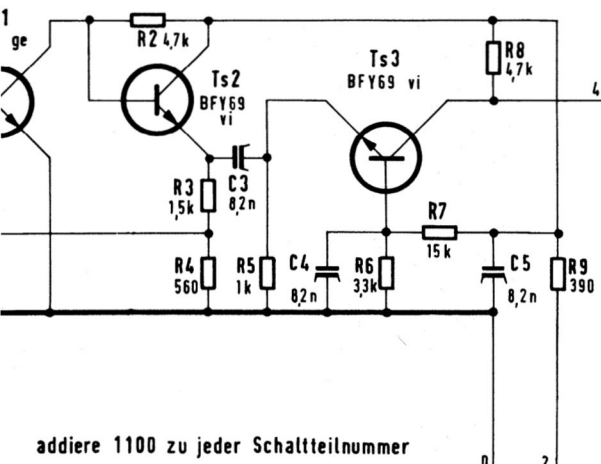 1
ge
R2 4,7k
Ts2
BFY69
vi
Ts3
BFY69 vi
R8
4,7k
4
R3
1,5k
C3
8,2n
R7
15k
R4
560
R5
1k
C4
8,2n
R6
3,3k
C5
8,2n
R9
390
addiere 1100 zu jeder Schaltteilnummer
0
2